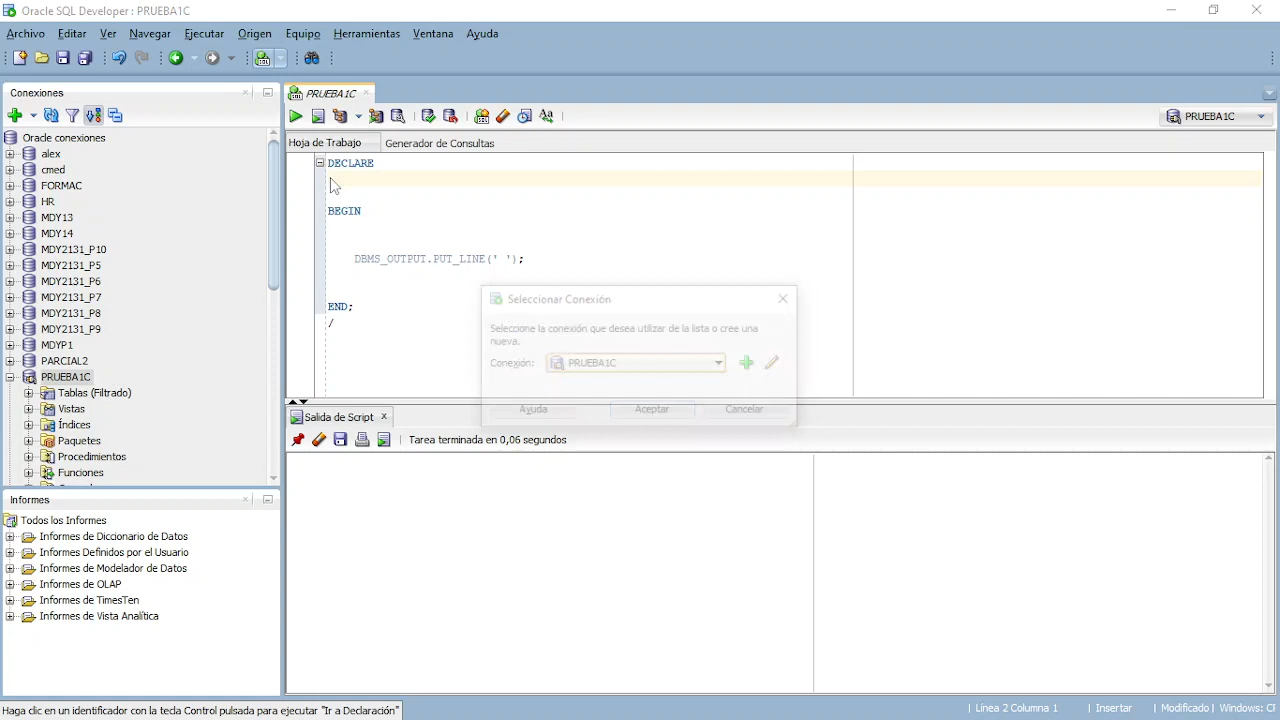 Oracle SQL Developer : PRUEBA1C
Archivo Editar Ver Navegar Ejecutar Origen Equipo Herramientas Ventana Ayuda
Conexiones
Oracle conexiones
alex
cmed
FORMAC
HR
MDY13
MDY14
MDY2131_P10
MDY2131_P5
MDY2131_P6
MDY2131_P7
MDY2131_P8
MDY2131_P9
MDYP1
PARCIAL2
PRUEBA1C
Tablas (Filtrado)
Vistas
Índices
Paquetes
Procedimientos
Funciones
Informes
Todos los Informes
Informes de Diccionario de Datos
Informes Definidos por el Usuario
Informes de Modelador de Datos
Informes de OLAP
Informes de TimesTen
Informes de Vista Analítica
PRUEBA1C
PRUEBA1C
Hoja de Trabajo Generador de Consultas
DECLARE
BEGIN
DBMS_OUTPUT.PUT_LINE(' ');
END;
/
Seleccionar Conexión
Seleccione la conexión que desea utilizar de la lista o cree una
nueva.
Conexión: PRUEBA1C
Ayuda Aceptar Cancelar
Salida de Script
Tarea terminada en 0,06 segundos
Haga clic en un identificador con la tecla Control pulsada para ejecutar "Ir a Declaración"
Línea 2 Columna 1 | Insertar | Modificado | Windows: CF